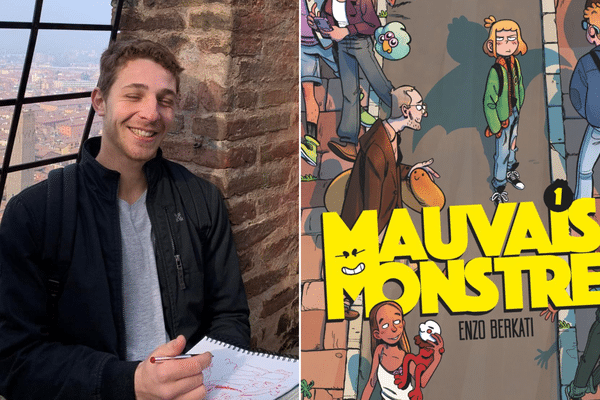 1
MAUVAIS
MONSTRE
ENZO BERKATI